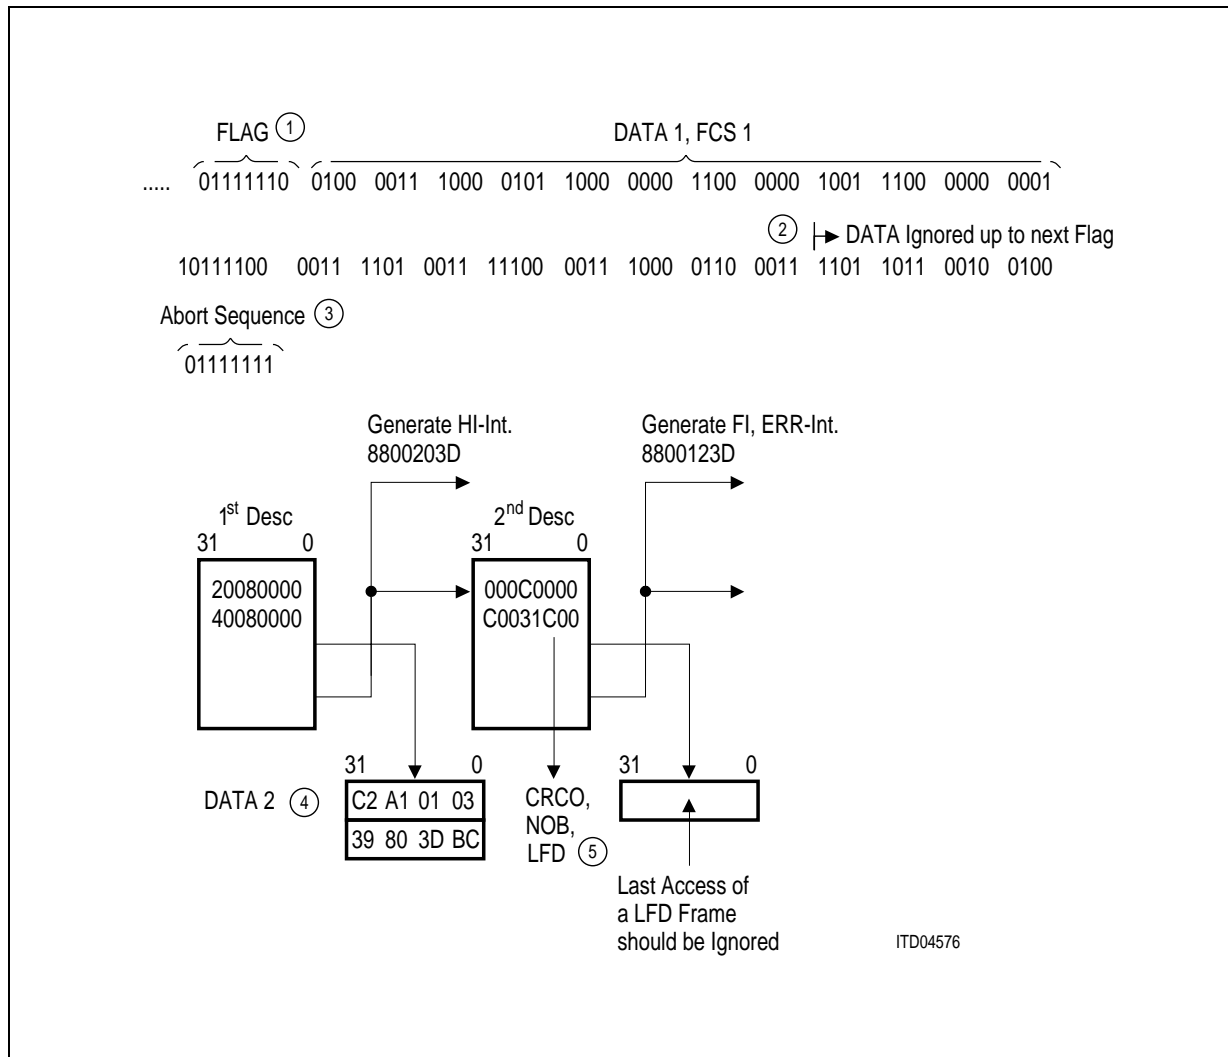 FLAG 1 DATA 1, FCS 1
..... 01111110 0100 0011 1000 0101 1000 0000 1100 0000 1001 1100 0000 0001
2 DATA Ignored up to next Flag
10111100 0011 1101 0011 11100 0011 1000 0110 0011 1101 1011 0010 0100
Abort Sequence 3
01111111
Generate HI-Int. Generate FI, ERR-Int.
8800203D 8800123D
1st Desc 2nd Desc
31 0 31 0
20080000 000C0000
40080000 C0031C00
31 0 31 0
DATA 2 4 C2 A1 01 03 CRCO,
39 80 3D BC NOB,
LFD 5
Last Access of
a LFD Frame
should be Ignored ITD04576